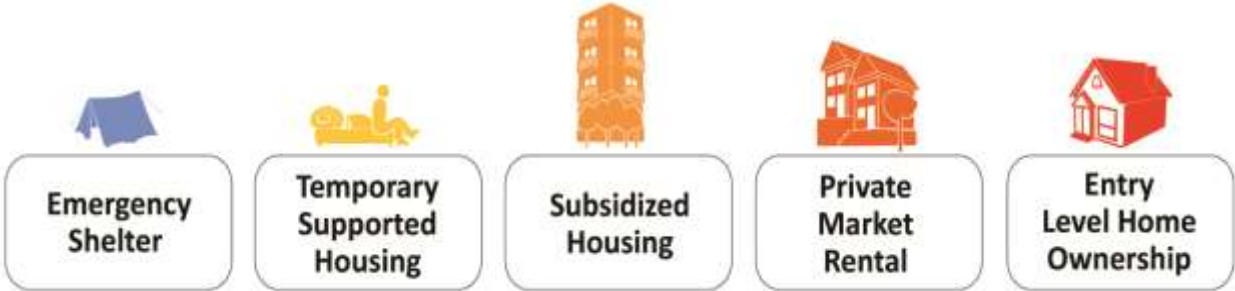 Emergency
Shelter
Temporary
Supported
Housing
Subsidized
Housing
Private
Market
Rental
Entry
Level Home
Ownership